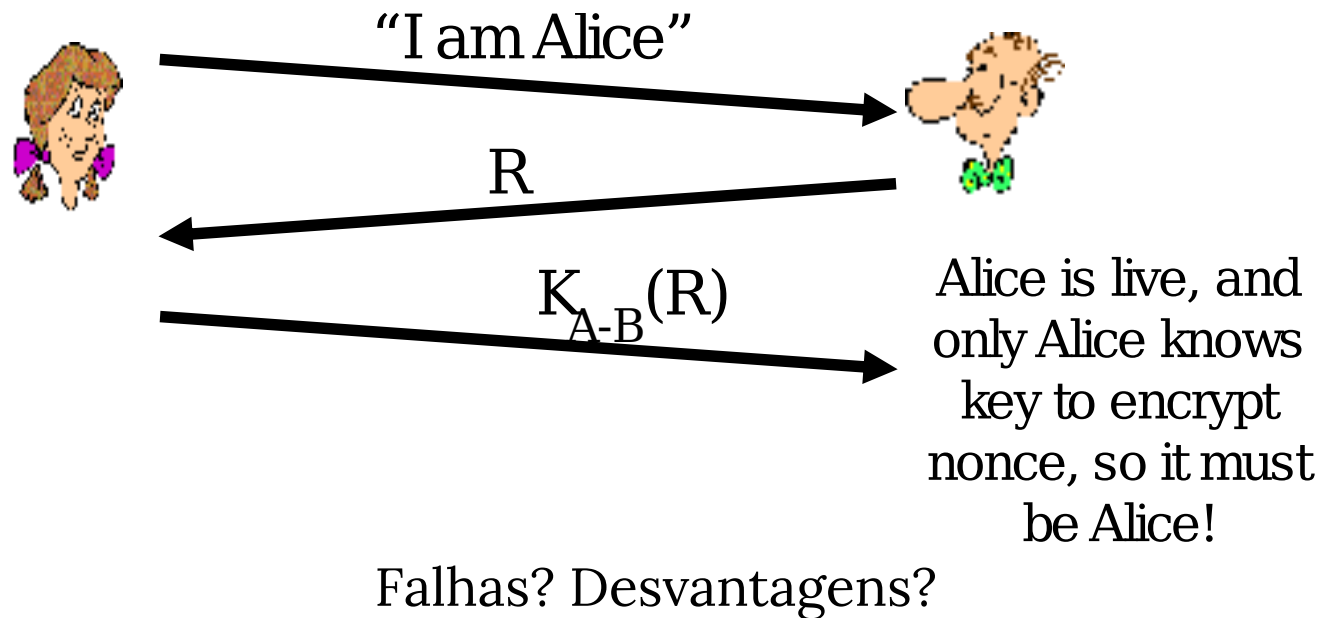 “I am Alice”
R
K A-B (R)
Alice is live, and
only Alice knows
key to encrypt
nonce, so it must
be Alice!
Falhas? Desvantagens?